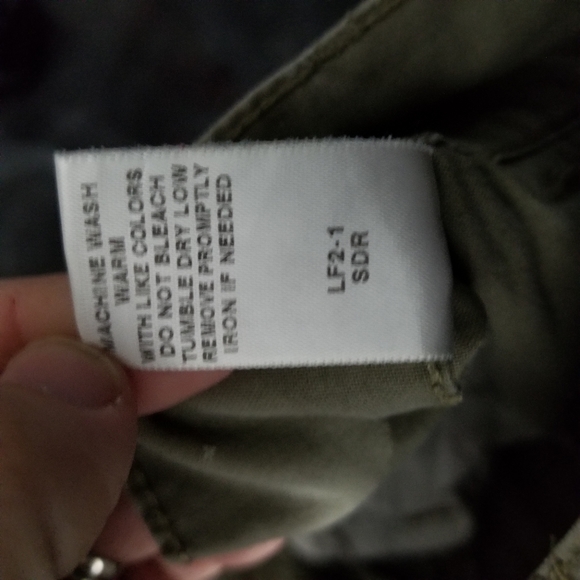 MACHINE WASH
WARM
WITH LIKE COLORS
DO NOT BLEACH
TUMBLE DRY LOW
REMOVE PROMPTLY
IRON IF NEEDED
LF2-1
SDR